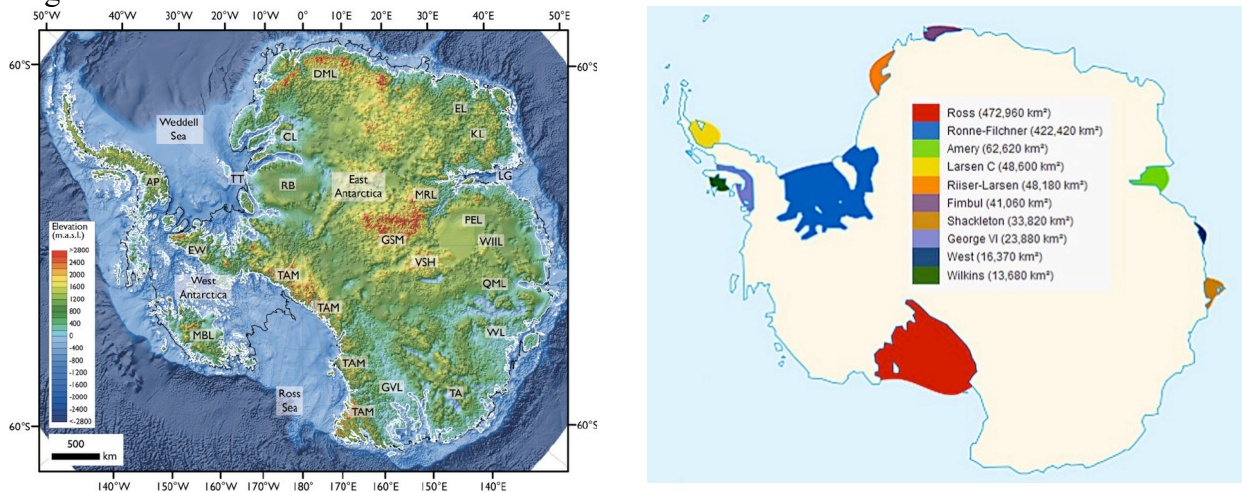 50°W 40°W 30°W 20°W 10°W 0° 10°E 20°E 30°E 40°E 50°E
60°S
60°S
DML
Weddell
Sea
EL
KL
CL
TT
RB
East
Antarctica
LG
MRL
AP
PEL
WIIL
GSM
VSH
QML
Elevation
(m.a.s.l.)
>2800
2400
2000
1600
1200
800
400
0
-400
-800
-1200
-1600
-2000
-2400
<-2800
EW
TAM
West
Antarctica
TAM
MBL
WL
TAM
GVL
TA
Ross
Sea
TAM
60°S
60°S
500
km
140°W 150°W 160°W 170°W 180°W 170°E 160°E 150°E 140°E
Ross (472,960 km²)
Ronne-Filchner (422,420 km²)
Amery (62,620 km²)
Larsen C (48,600 km²)
Riiser-Larsen (48,180 km²)
Fimbul (41,060 km²)
Shackleton (33,820 km²)
George VI (23,880 km²)
West (16,370 km²)
Wilkins (13,680 km²)